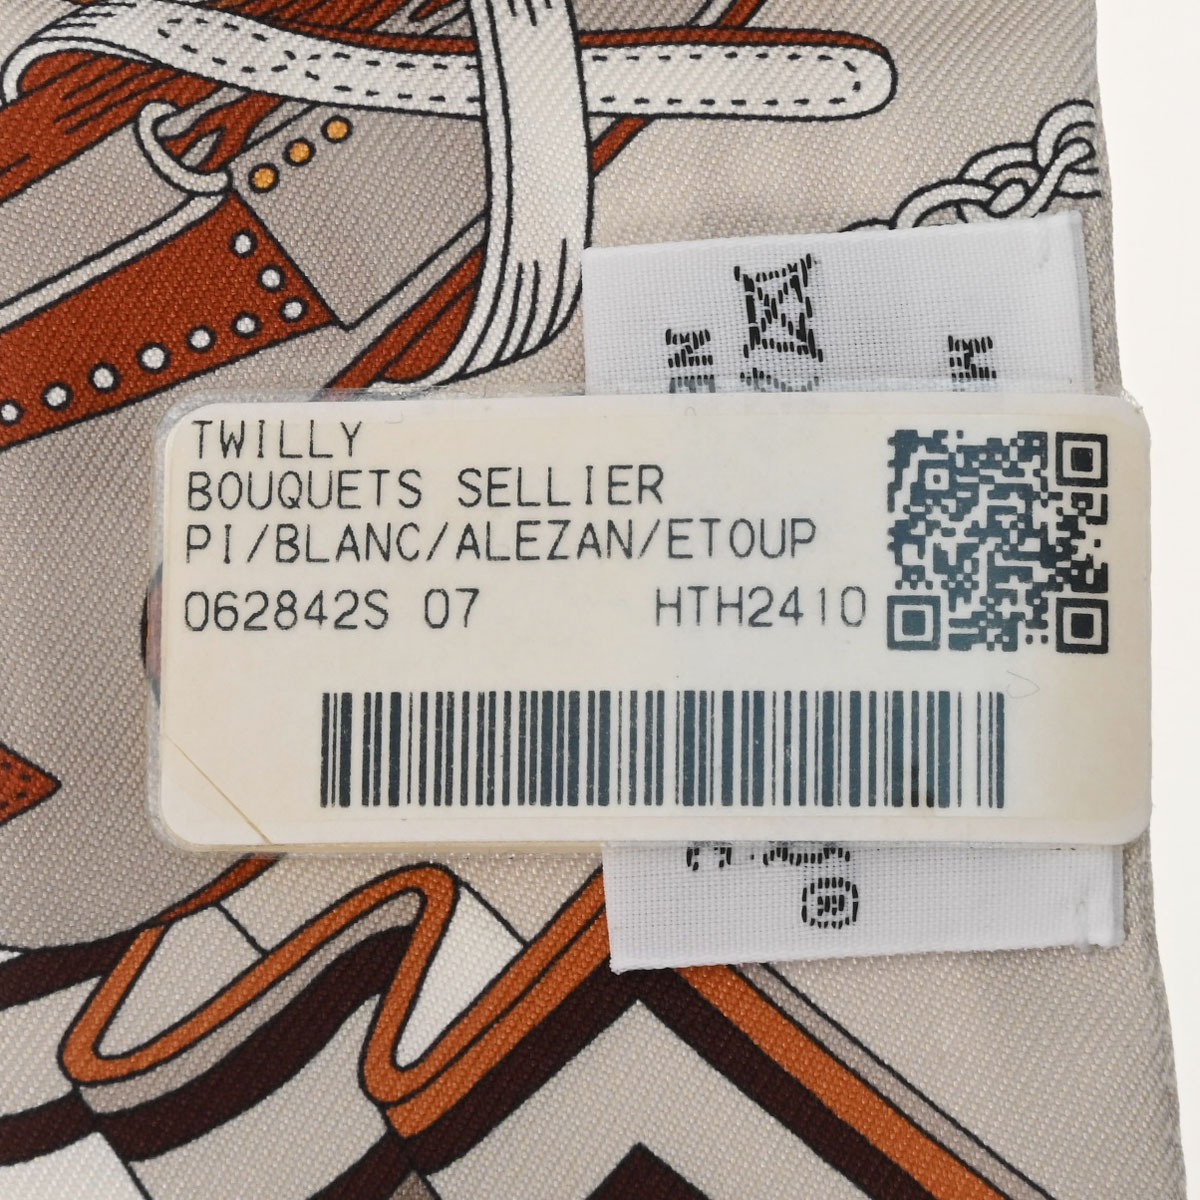 TWILLY
BOUQUETS SELLIER
PI/BLANC/ALEZAN/ETOUP
062842S 07 HTH2410